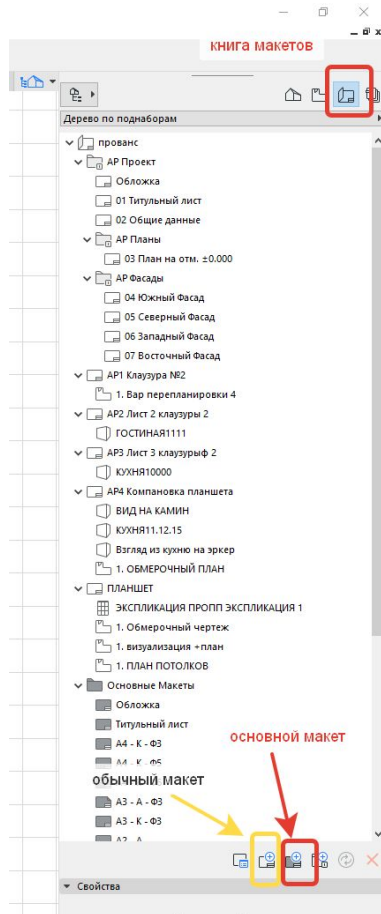 книга макетов
Дерево по поднаборам
прованс
АР Проект
Обложка
01 Титульный лист
02 Общие данные
АР Планы
03 План на отм. ±0.000
АР Фасады
04 Южный Фасад
05 Северный Фасад
06 Западный Фасад
07 Восточный Фасад
АР1 Клаузура №2
1. Вар перепланировки 4
АР2 Лист 2 клаузуры 2
ГОСТИНАЯ1111
АР3 Лист 3 клаузурыф 2
КУХНЯ10000
АР4 Компановка планшета
ВИД НА КАМИН
КУХНЯ11.12.15
Взгляд из кухню на эркер
1. ОБМЕРОЧНЫЙ ПЛАН
ПЛАНШЕТ
ЭКСПЛИКАЦИЯ ПРОПП ЭКСПЛИКАЦИЯ 1
1. Обмерочный чертеж
1. визуализация +план
1. ПЛАН ПОТОЛКОВ
Основные Макеты
Обложка
Титульный лист
основной макет
А4 - К - Ф3
А4 - К - Ф5
обычный макет
А3 - А - Ф3
А3 - К - Ф3
Свойства